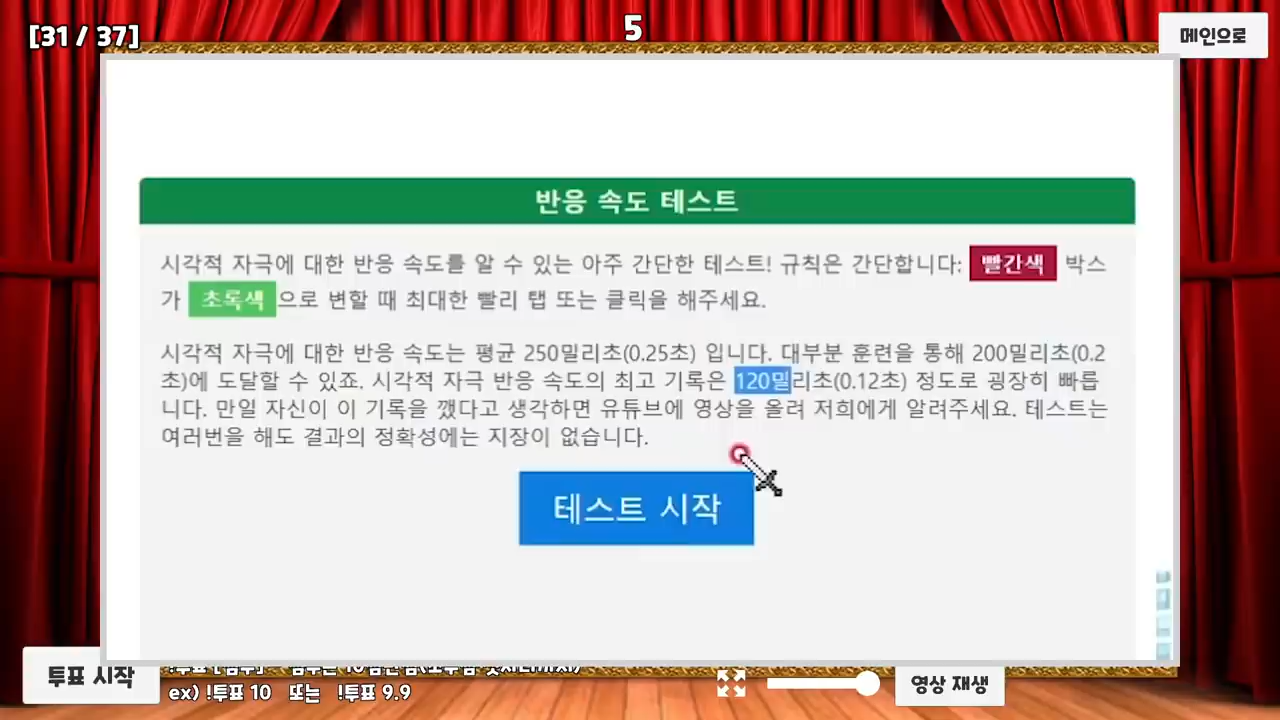 [31 / 37]
5
메인으로
반응 속도 테스트
시각적 자극에 대한 반응 속도를 알 수 있는 아주 간단한 테스트! 규칙은 간단합니다: 빨간색 박스
가 초록색으로 변할 때 최대한 빨리 탭 또는 클릭을 해주세요.
시각적 자극에 대한 반응 속도는 평균 250밀리초(0.25초) 입니다. 대부분 훈련을 통해 200밀리초(0.2
초)에 도달할 수 있죠. 시각적 자극 반응 속도의 최고 기록은 120밀리초(0.12초) 정도로 굉장히 빠릅
니다. 만일 자신이 이 기록을 깼다고 생각하면 유튜브에 영상을 올려 저희에게 알려주세요. 테스트는
여러번을 해도 결과의 정확성에는 지장이 없습니다.
테스트 시작
투표 시작
ex) !투표 10 또는 !투표 9.9
영상 재생